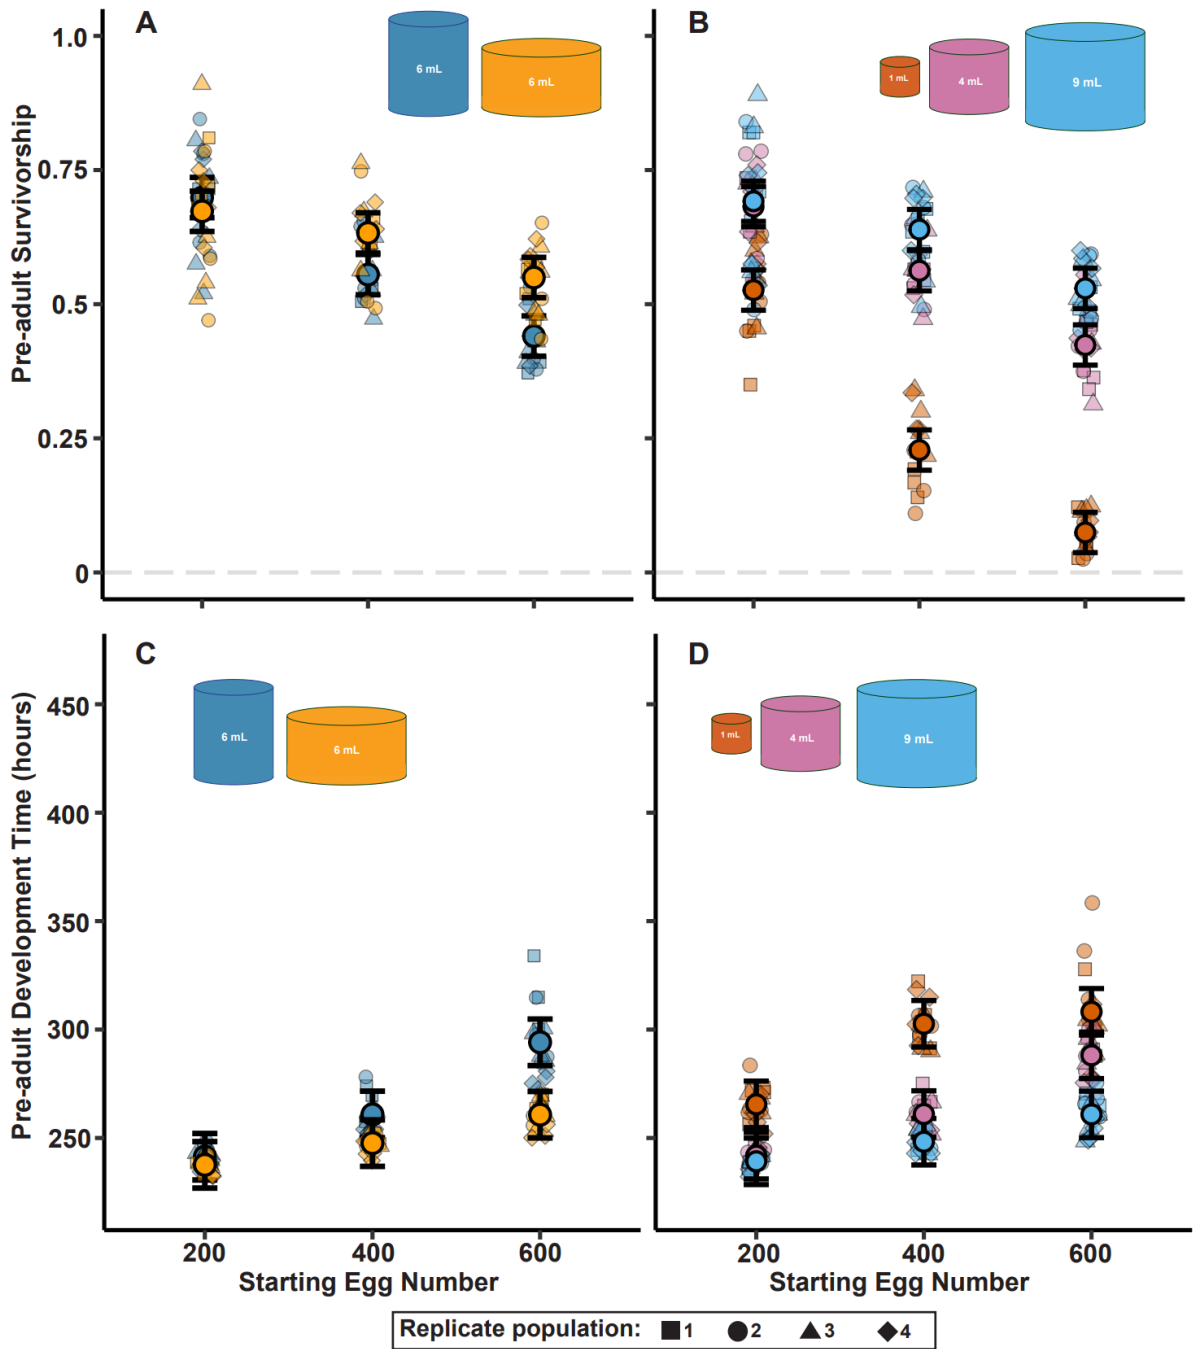 A
B
6 mL
6 mL
1 mL
4 mL
9 mL
Pre-adult Survivorship
1.0
0.75
0.5
0.25
0
C
D
6 mL
6 mL
1 mL
4 mL
9 mL
Pre-adult Development Time (hours)
450
400
350
300
250
200 400 600
200 400 600
Starting Egg Number
Starting Egg Number
Replicate population: 1 2 3 4